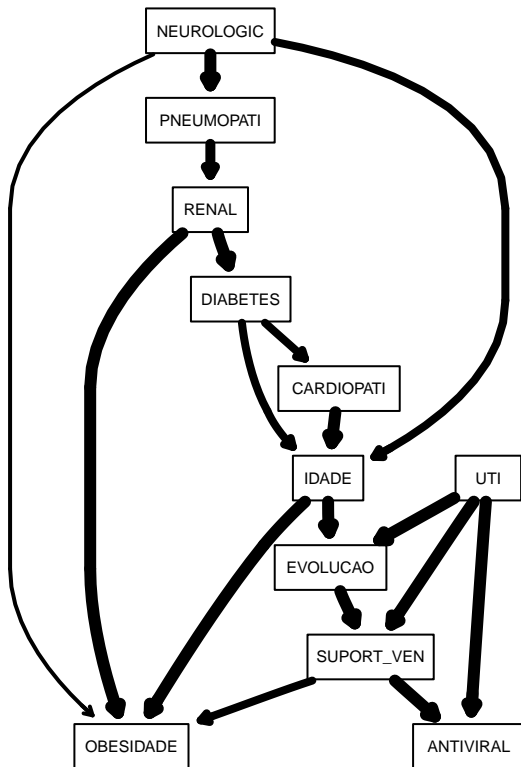 NEUROLOGIC
PNEUMOPATI
RENAL
DIABETES
CARDIOPATI
IDADE
UTI
EVOLUCAO
SUPORT_VEN
OBESIDADE
ANTIVIRAL